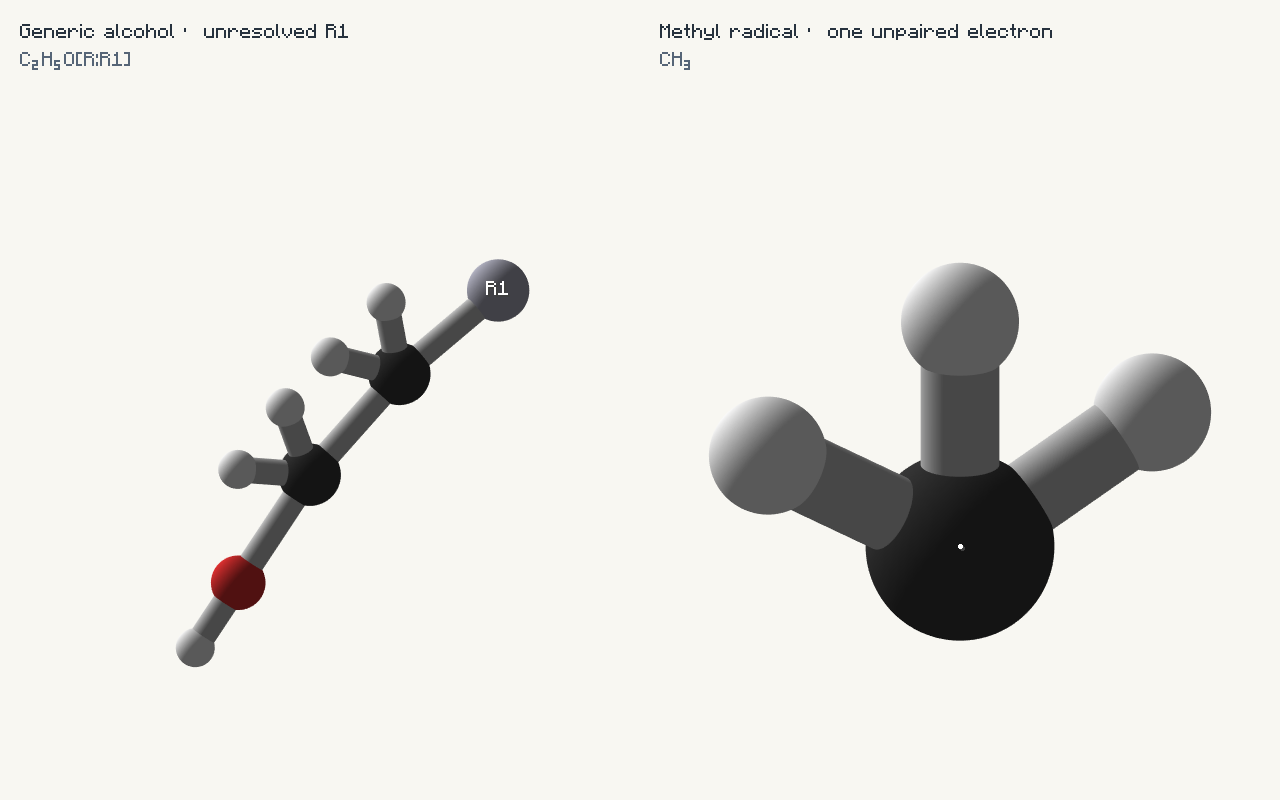 Generic alcohol · unresolved R1
C₂H₅O[R:R1]
Methyl radical · one unpaired electron
CH₃
R1